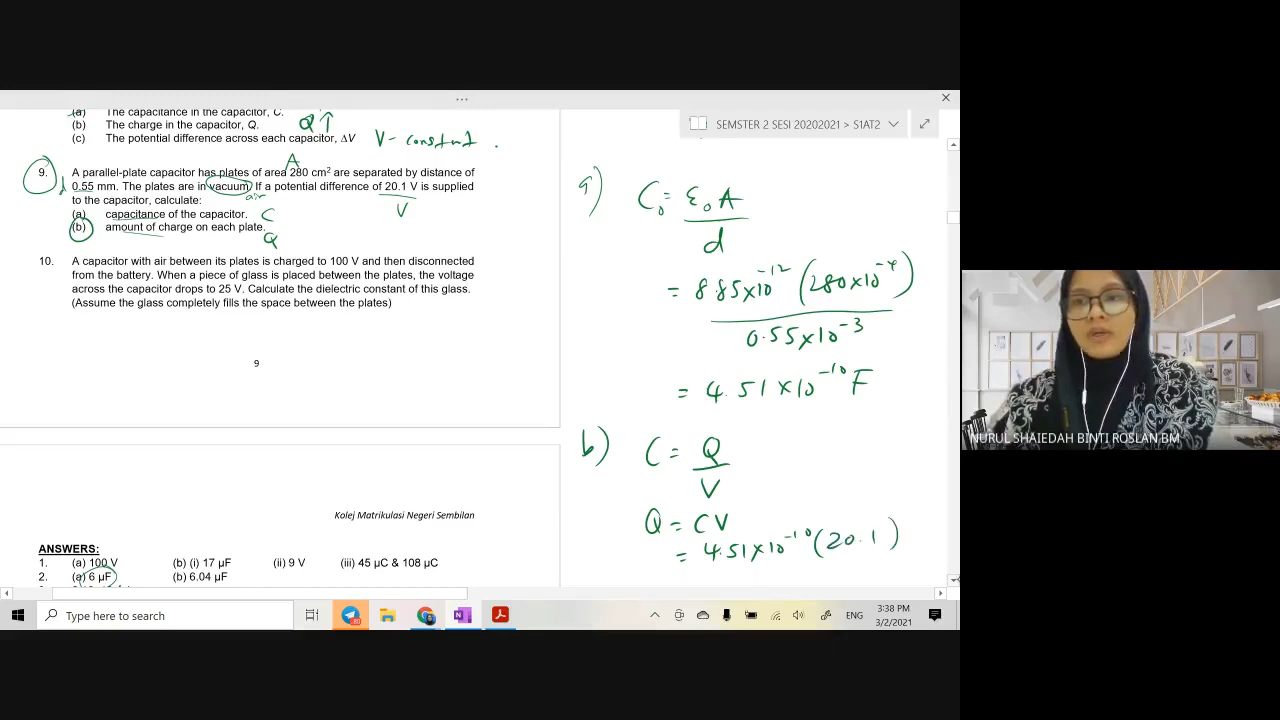 (a) The capacitance in the capacitor, C.
(b) The charge in the capacitor, Q. Q ↑
(c) The potential difference across each capacitor, ΔV V - constant .
A
9. A parallel-plate capacitor has plates of area 280 cm² are separated by distance of
d 0.55 mm. The plates are in vacuum. If a potential difference of 20.1 V is supplied
air
to the capacitor, calculate: V
(a) capacitance of the capacitor. C
(b) amount of charge on each plate. Q
10. A capacitor with air between its plates is charged to 100 V and then disconnected
from the battery. When a piece of glass is placed between the plates, the voltage
across the capacitor drops to 25 V. Calculate the dielectric constant of this glass.
(Assume the glass completely fills the space between the plates)
9
Kolej Matrikulasi Negeri Sembilan
ANSWERS:
1. (a) 100 V (b) (i) 17 µF (ii) 9 V (iii) 45 µC & 108 µC
2. (a) 6 µF (b) 6.04 µF
SEMSTER 2 SESI 20202021 > S1AT2
a) C₀ = ε₀A
d
= 8.85×10⁻¹² (280×10⁻⁴)
0.55×10⁻³
= 4.51×10⁻¹⁰ F
b) C = Q
V
Q = CV
= 4.51×10⁻¹⁰ (20.1)
NURUL SHAIEDAH BINTI ROSLAN BM
Type here to search
80
ENG
3:38 PM
3/2/2021